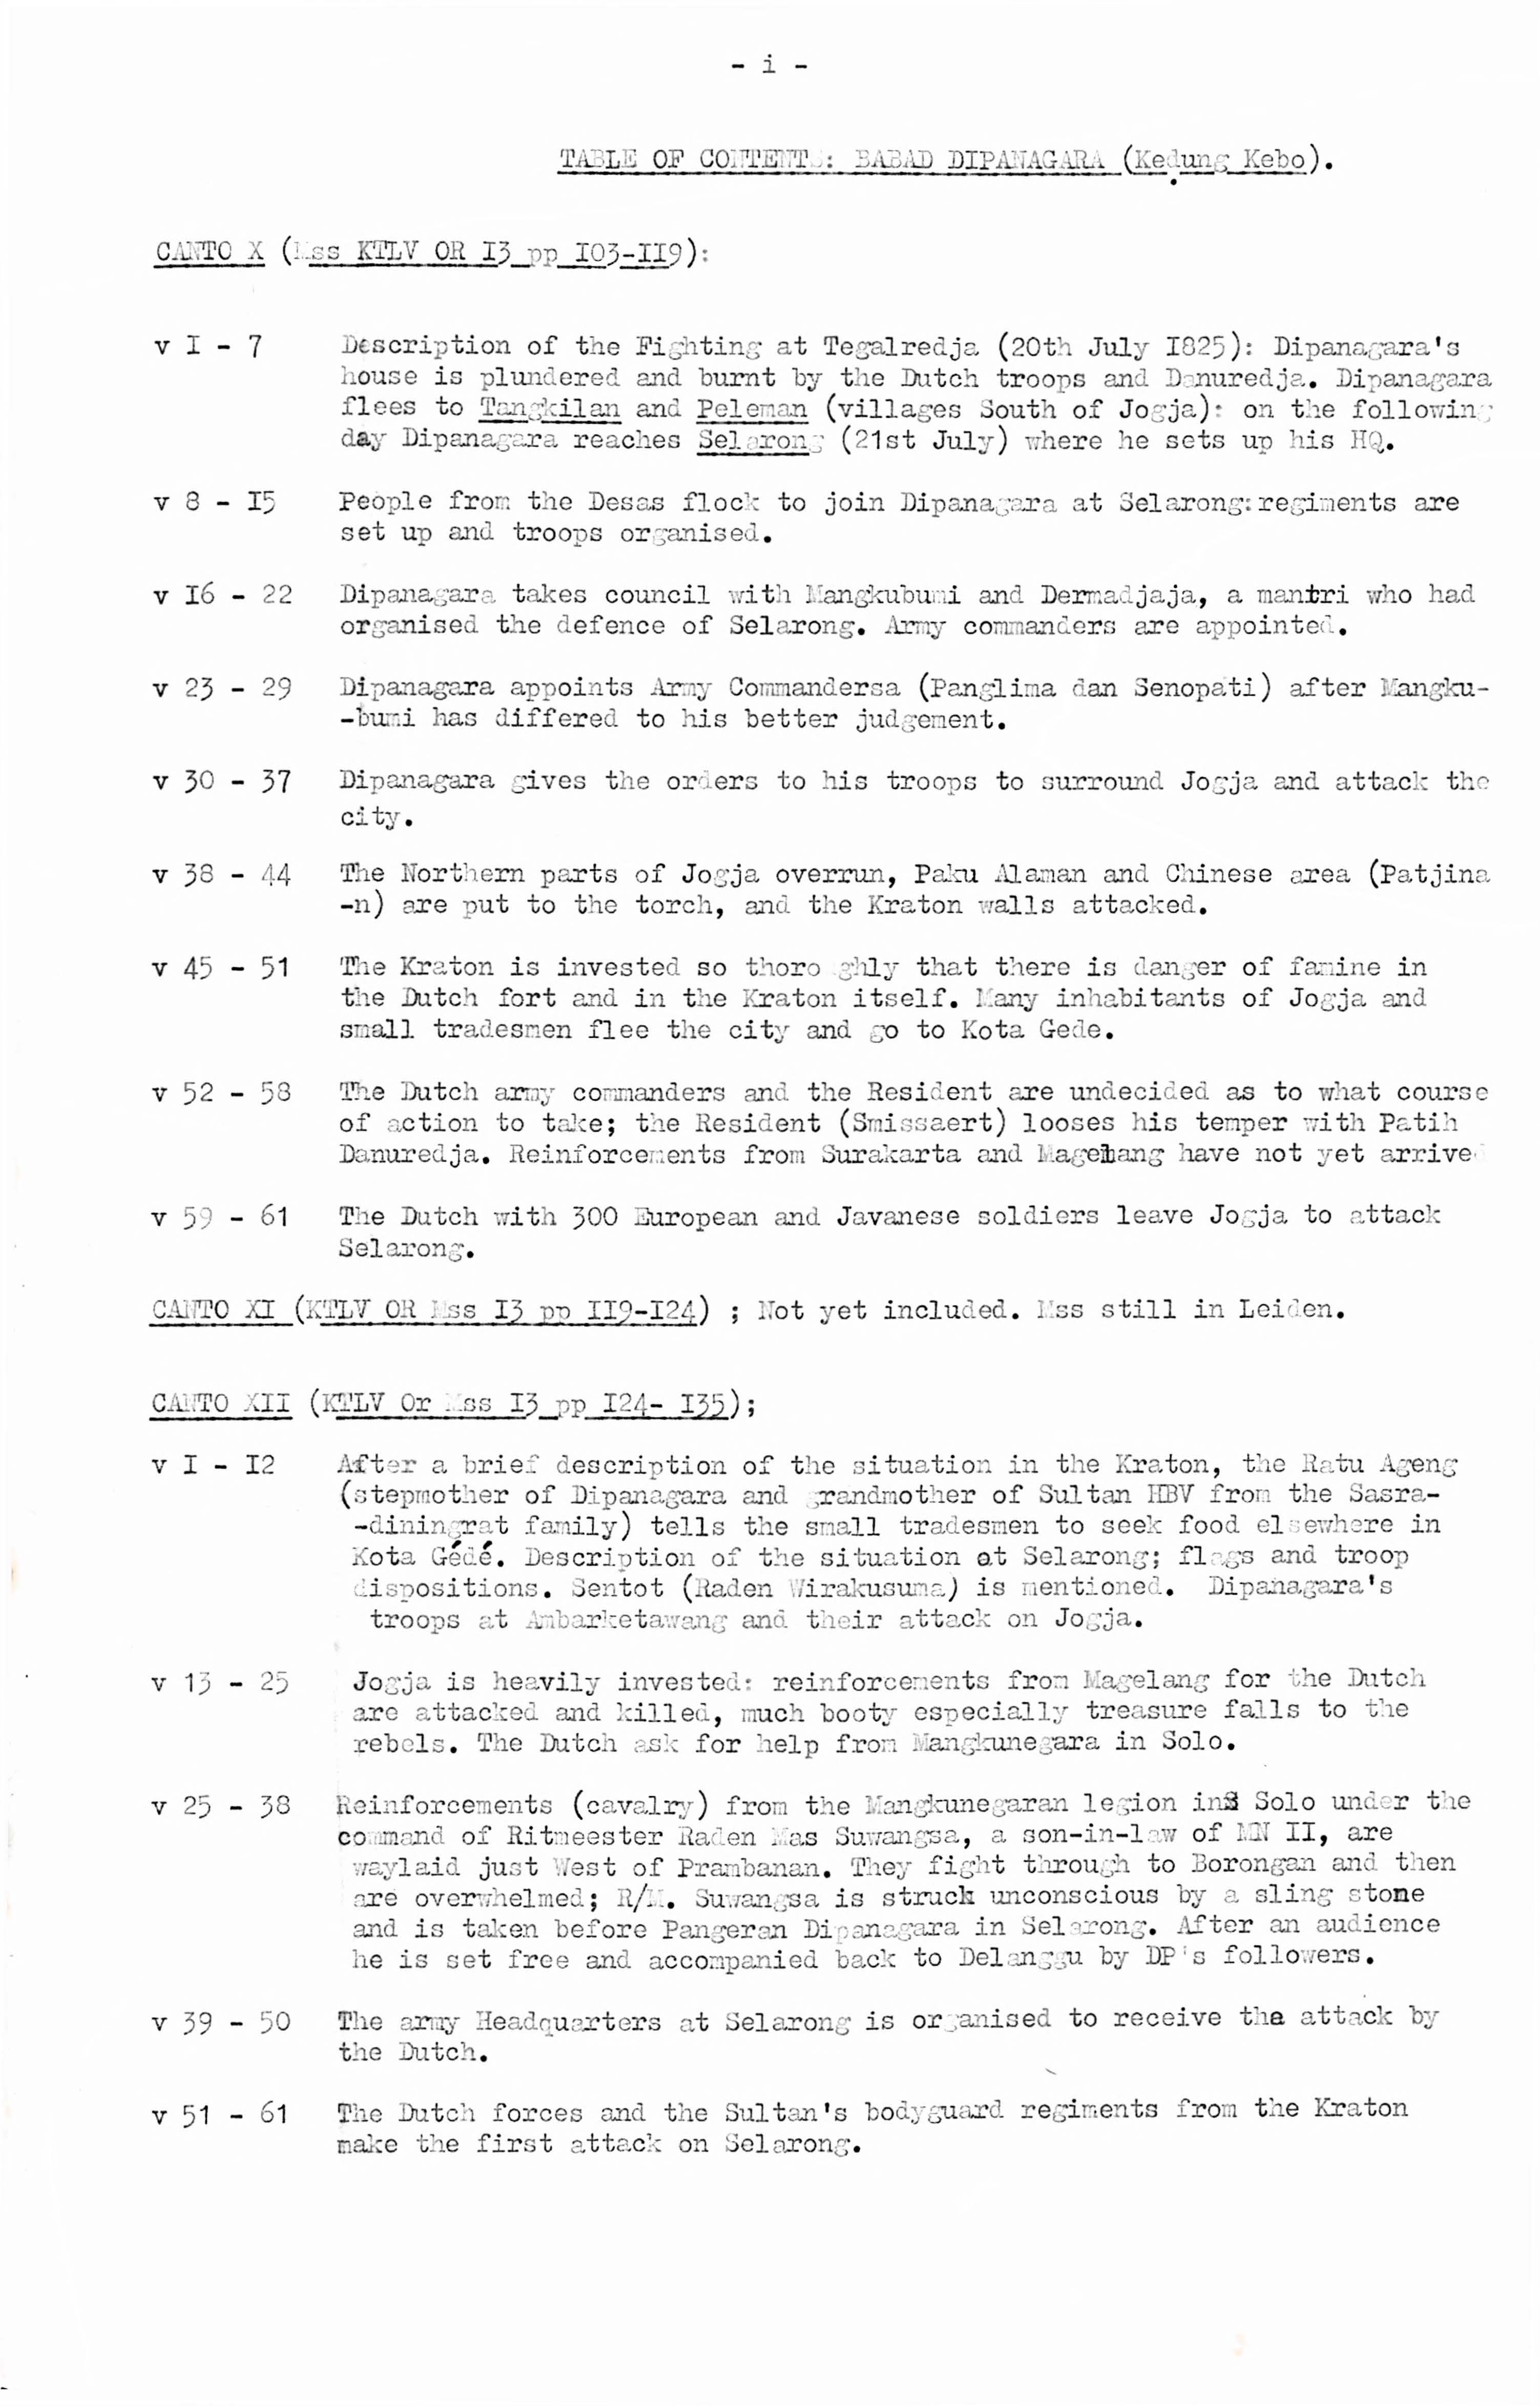 - i -
TABLE OF CONTENTS: BABAD DIPANAGARA (Kedung Kebo).
CANTO X (Mss KTLV OR I3 pp I03-II9):
v I - 7 Description of the Fighting at Tegalredja (20th July I825): Dipanagara's
house is plundered and burnt by the Dutch troops and Danuredja. Dipanagara
flees to Tangkilan and Peleman (villages South of Jogja): on the following
day Dipanagara reaches Selarong (21st July) where he sets up his HQ.
v 8 - I5 People from the Desas flock to join Dipanagara at Selarong:regiments are
set up and troops organised.
v I6 - 22 Dipanagara takes council with Mangkubumi and Dermadjaja, a mantri who had
organised the defence of Selarong. Army commanders are appointed.
v 23 - 29 Dipanagara appoints Army Commandersa (Panglima dan Senopati) after Mangku-
-bumi has differed to his better judgement.
v 30 - 37 Dipanagara gives the orders to his troops to surround Jogja and attack the
city.
v 38 - 44 The Northern parts of Jogja overrun, Paku Alaman and Chinese area (Patjina
-n) are put to the torch, and the Kraton walls attacked.
v 45 - 51 The Kraton is invested so thoroughly that there is danger of famine in
the Dutch fort and in the Kraton itself. Many inhabitants of Jogja and
small tradesmen flee the city and go to Kota Gede.
v 52 - 58 The Dutch army commanders and the Resident are undecided as to what course
of action to take; the Resident (Smissaert) looses his temper with Patih
Danuredja. Reinforcements from Surakarta and Magelang have not yet arrived
v 59 - 61 The Dutch with 300 European and Javanese soldiers leave Jogja to attack
Selarong.
CANTO XI (KTLV OR Mss I3 pp II9-I24) ; Not yet included. Mss still in Leiden.
CANTO XII (KTLV Or Mss I3 pp I24- I35);
v I - I2 After a brief description of the situation in the Kraton, the Ratu Ageng
(stepmother of Dipanagara and grandmother of Sultan HBV from the Sasra-
-diningrat family) tells the small tradesmen to seek food elsewhere in
Kota Gédé. Description of the situation at Selarong; flags and troop
dispositions. Sentot (Raden Wirakusuma) is mentioned. Dipanagara's
troops at Ambarketawang and their attack on Jogja.
v 13 - 25 Jogja is heavily invested: reinforcements from Magelang for the Dutch
are attacked and killed, much booty especially treasure falls to the
rebels. The Dutch ask for help from Mangkunegara in Solo.
v 25 - 38 Reinforcements (cavalry) from the Mangkunegaran legion in Solo under the
command of Ritmeester Raden Mas Suwangsa, a son-in-law of MN II, are
waylaid just West of Prambanan. They fight through to Borongan and then
are overwhelmed; R/M. Suwangsa is struck unconscious by a sling stone
and is taken before Pangeran Dipanagara in Selarong. After an audience
he is set free and accompanied back to Delanggu by DP's followers.
v 39 - 50 The army Headquarters at Selarong is organised to receive the attack by
the Dutch.
v 51 - 61 The Dutch forces and the Sultan's bodyguard regiments from the Kraton
make the first attack on Selarong.